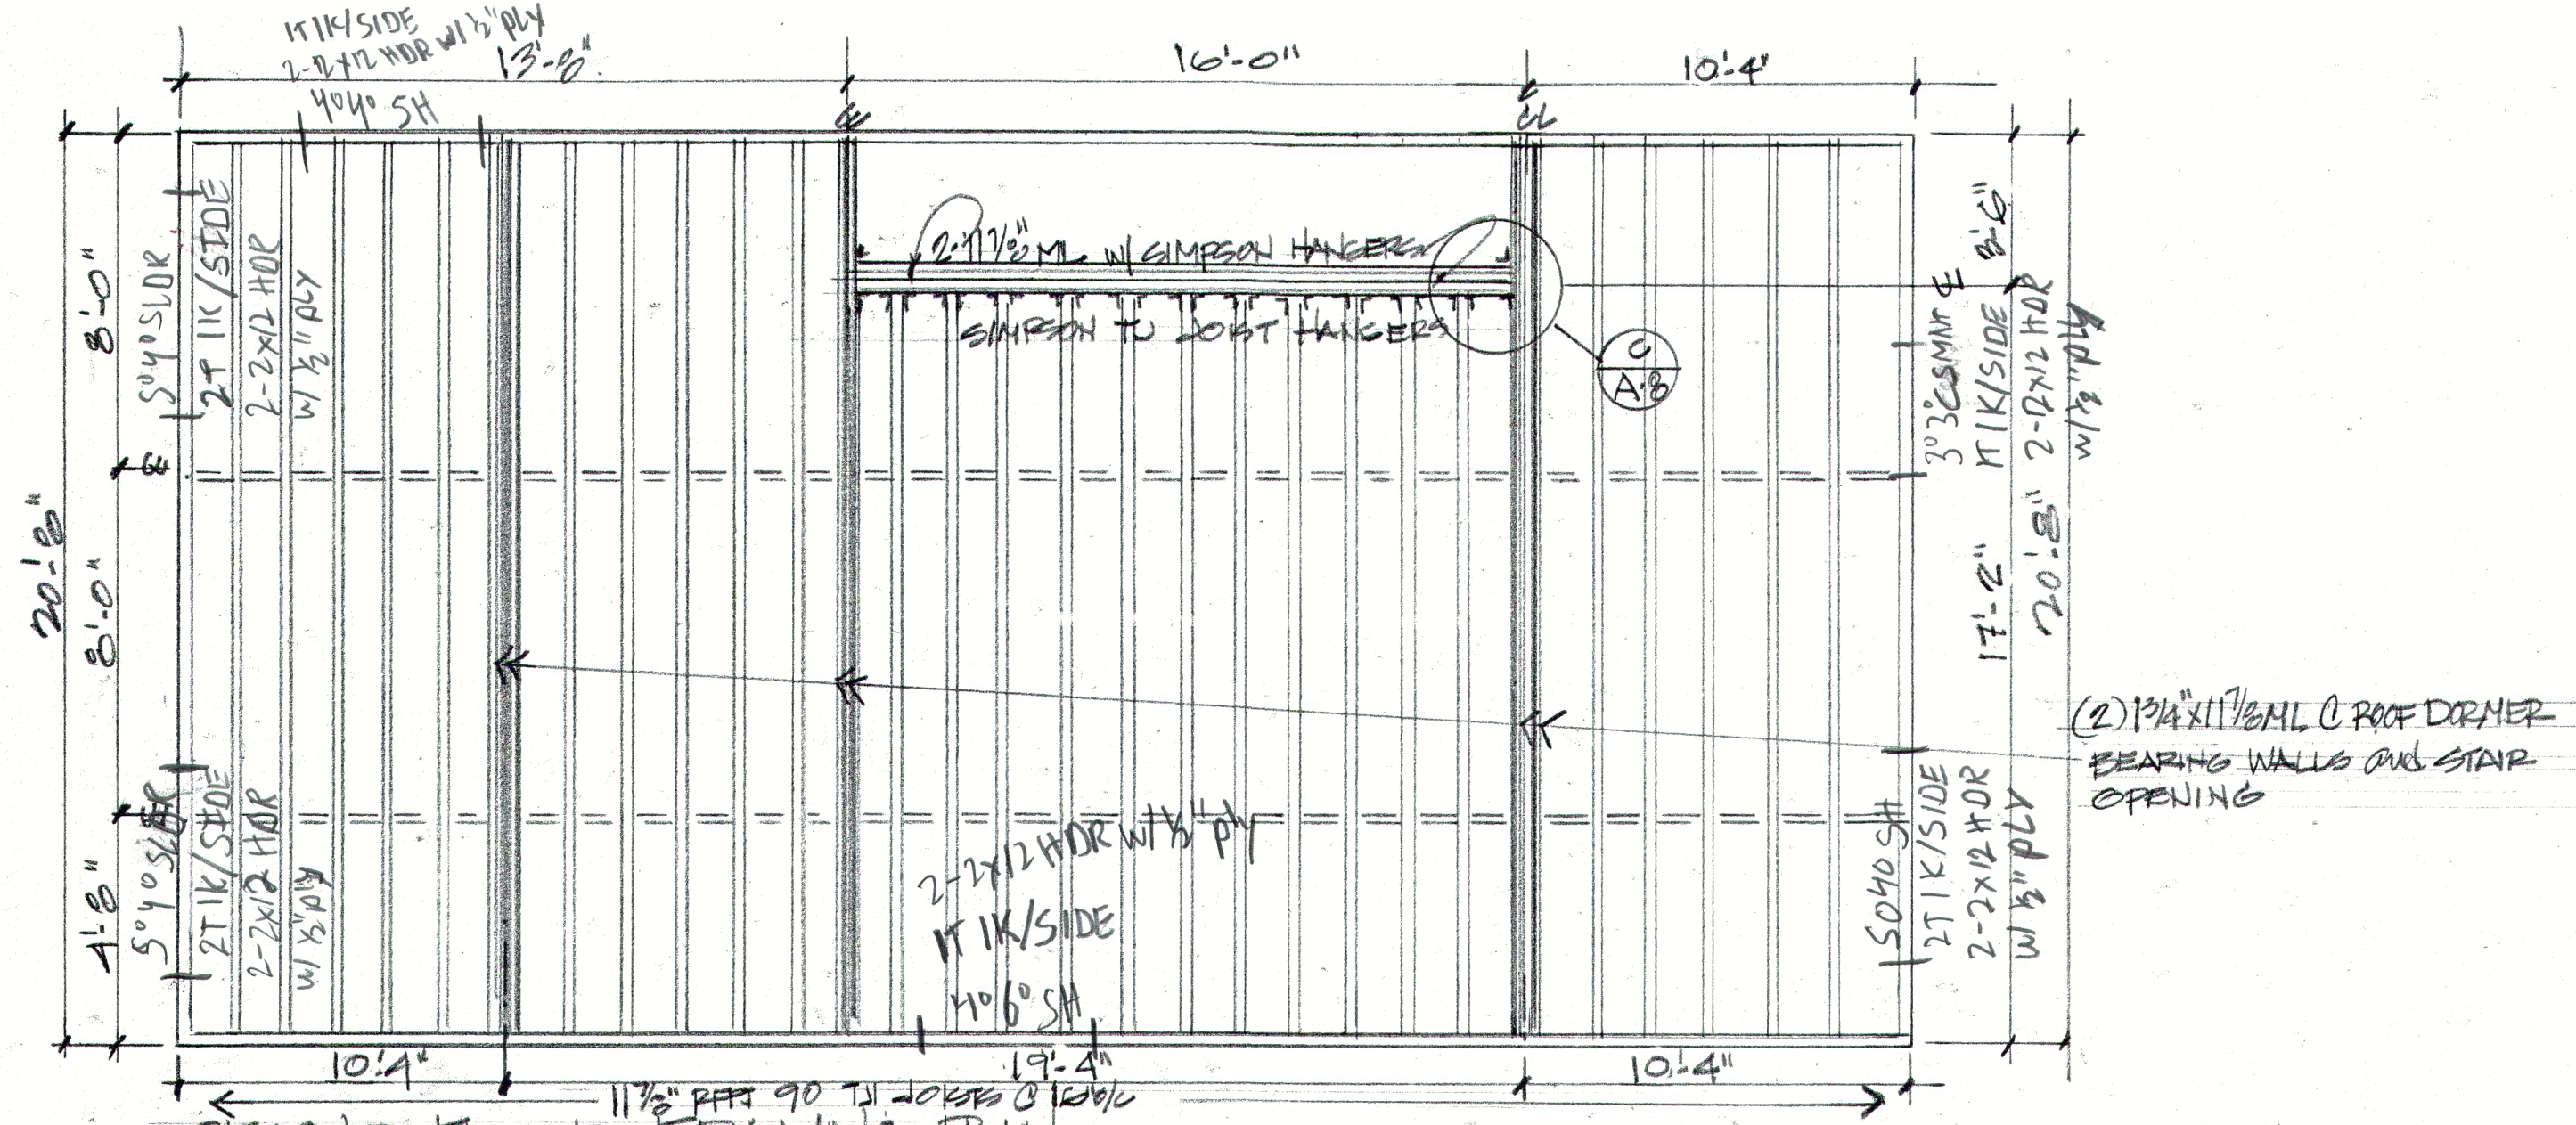 1T 1K/SIDE
2-2x12 HDR W/ ½" PLY
13'-8"
16'-0"
10'-4"
4⁰4⁰ SH
℄
℄
20'-8"
8'-0"
8'-0"
4'-8"
℄
5⁰4⁰ SLDR
2T 1K/SIDE
2-2x12 HDR
W/ ½" PLY
2-11⅞" ML W/ SIMPSON HANGERS
SIMPSON TJ JOIST HANGERS
C
A-8
3'-6"
℄
3⁰3⁰ CSMNT
1T 1K/SIDE
2-2x12 HDR
W/ ½" PLY
17'-2"
20'-8"
(2) 1¾"x11⅞ ML @ ROOF DORMER
BEARING WALLS and STAIR
OPENING
5⁰4⁰ SLDR
2T 1K/SIDE
2-2x12 HDR
W/ ½" ply
2-2x12 HDR W/ ½" ply
1T 1K/SIDE
4⁰6⁰ SH
5040 SH
2T 1K/SIDE
2-2x12 HDR
W/ ½" PLY
10'-4"
19'-4"
10'-4"
11⅞" 90 TJI JOISTS @